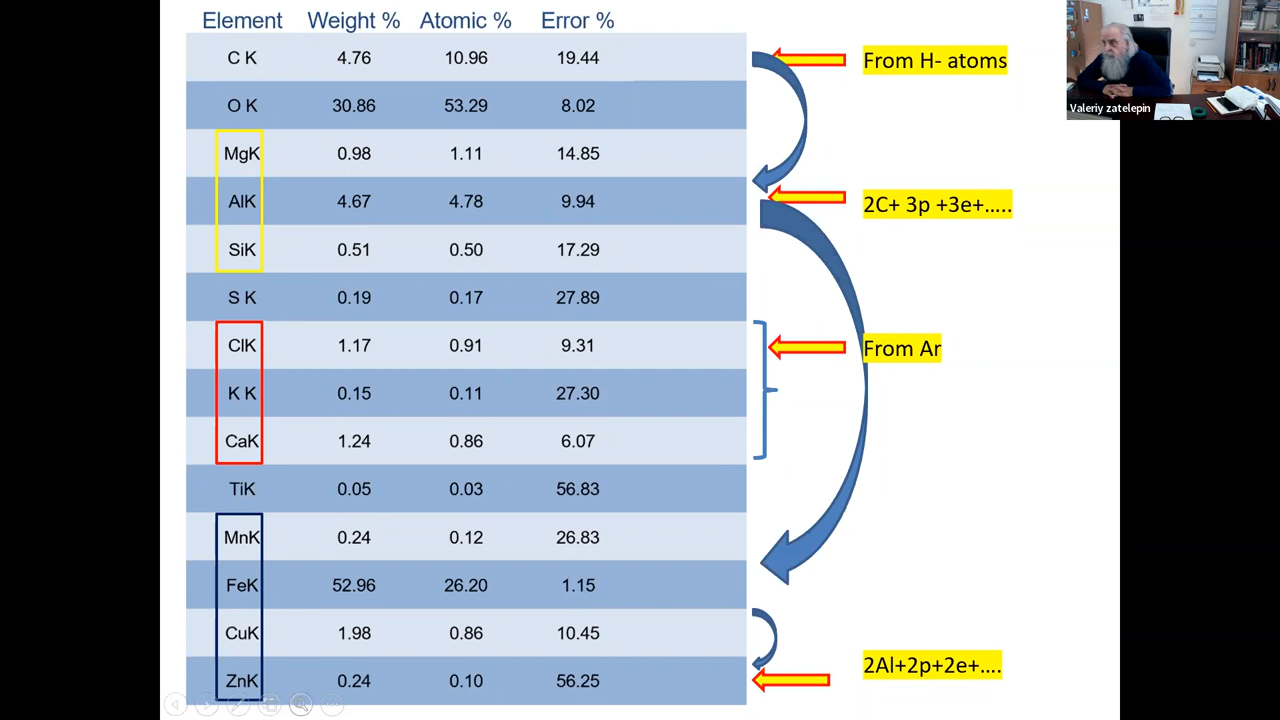 Element Weight % Atomic % Error %
C K 4.76 10.96 19.44
From H- atoms
Valeriy zatelepin
O K 30.86 53.29 8.02
MgK 0.98 1.11 14.85
AlK 4.67 4.78 9.94
2C+ 3p +3e+.....
SiK 0.51 0.50 17.29
S K 0.19 0.17 27.89
ClK 1.17 0.91 9.31
From Ar
K K 0.15 0.11 27.30
CaK 1.24 0.86 6.07
TiK 0.05 0.03 56.83
MnK 0.24 0.12 26.83
FeK 52.96 26.20 1.15
CuK 1.98 0.86 10.45
2Al+2p+2e+....
ZnK 0.24 0.10 56.25